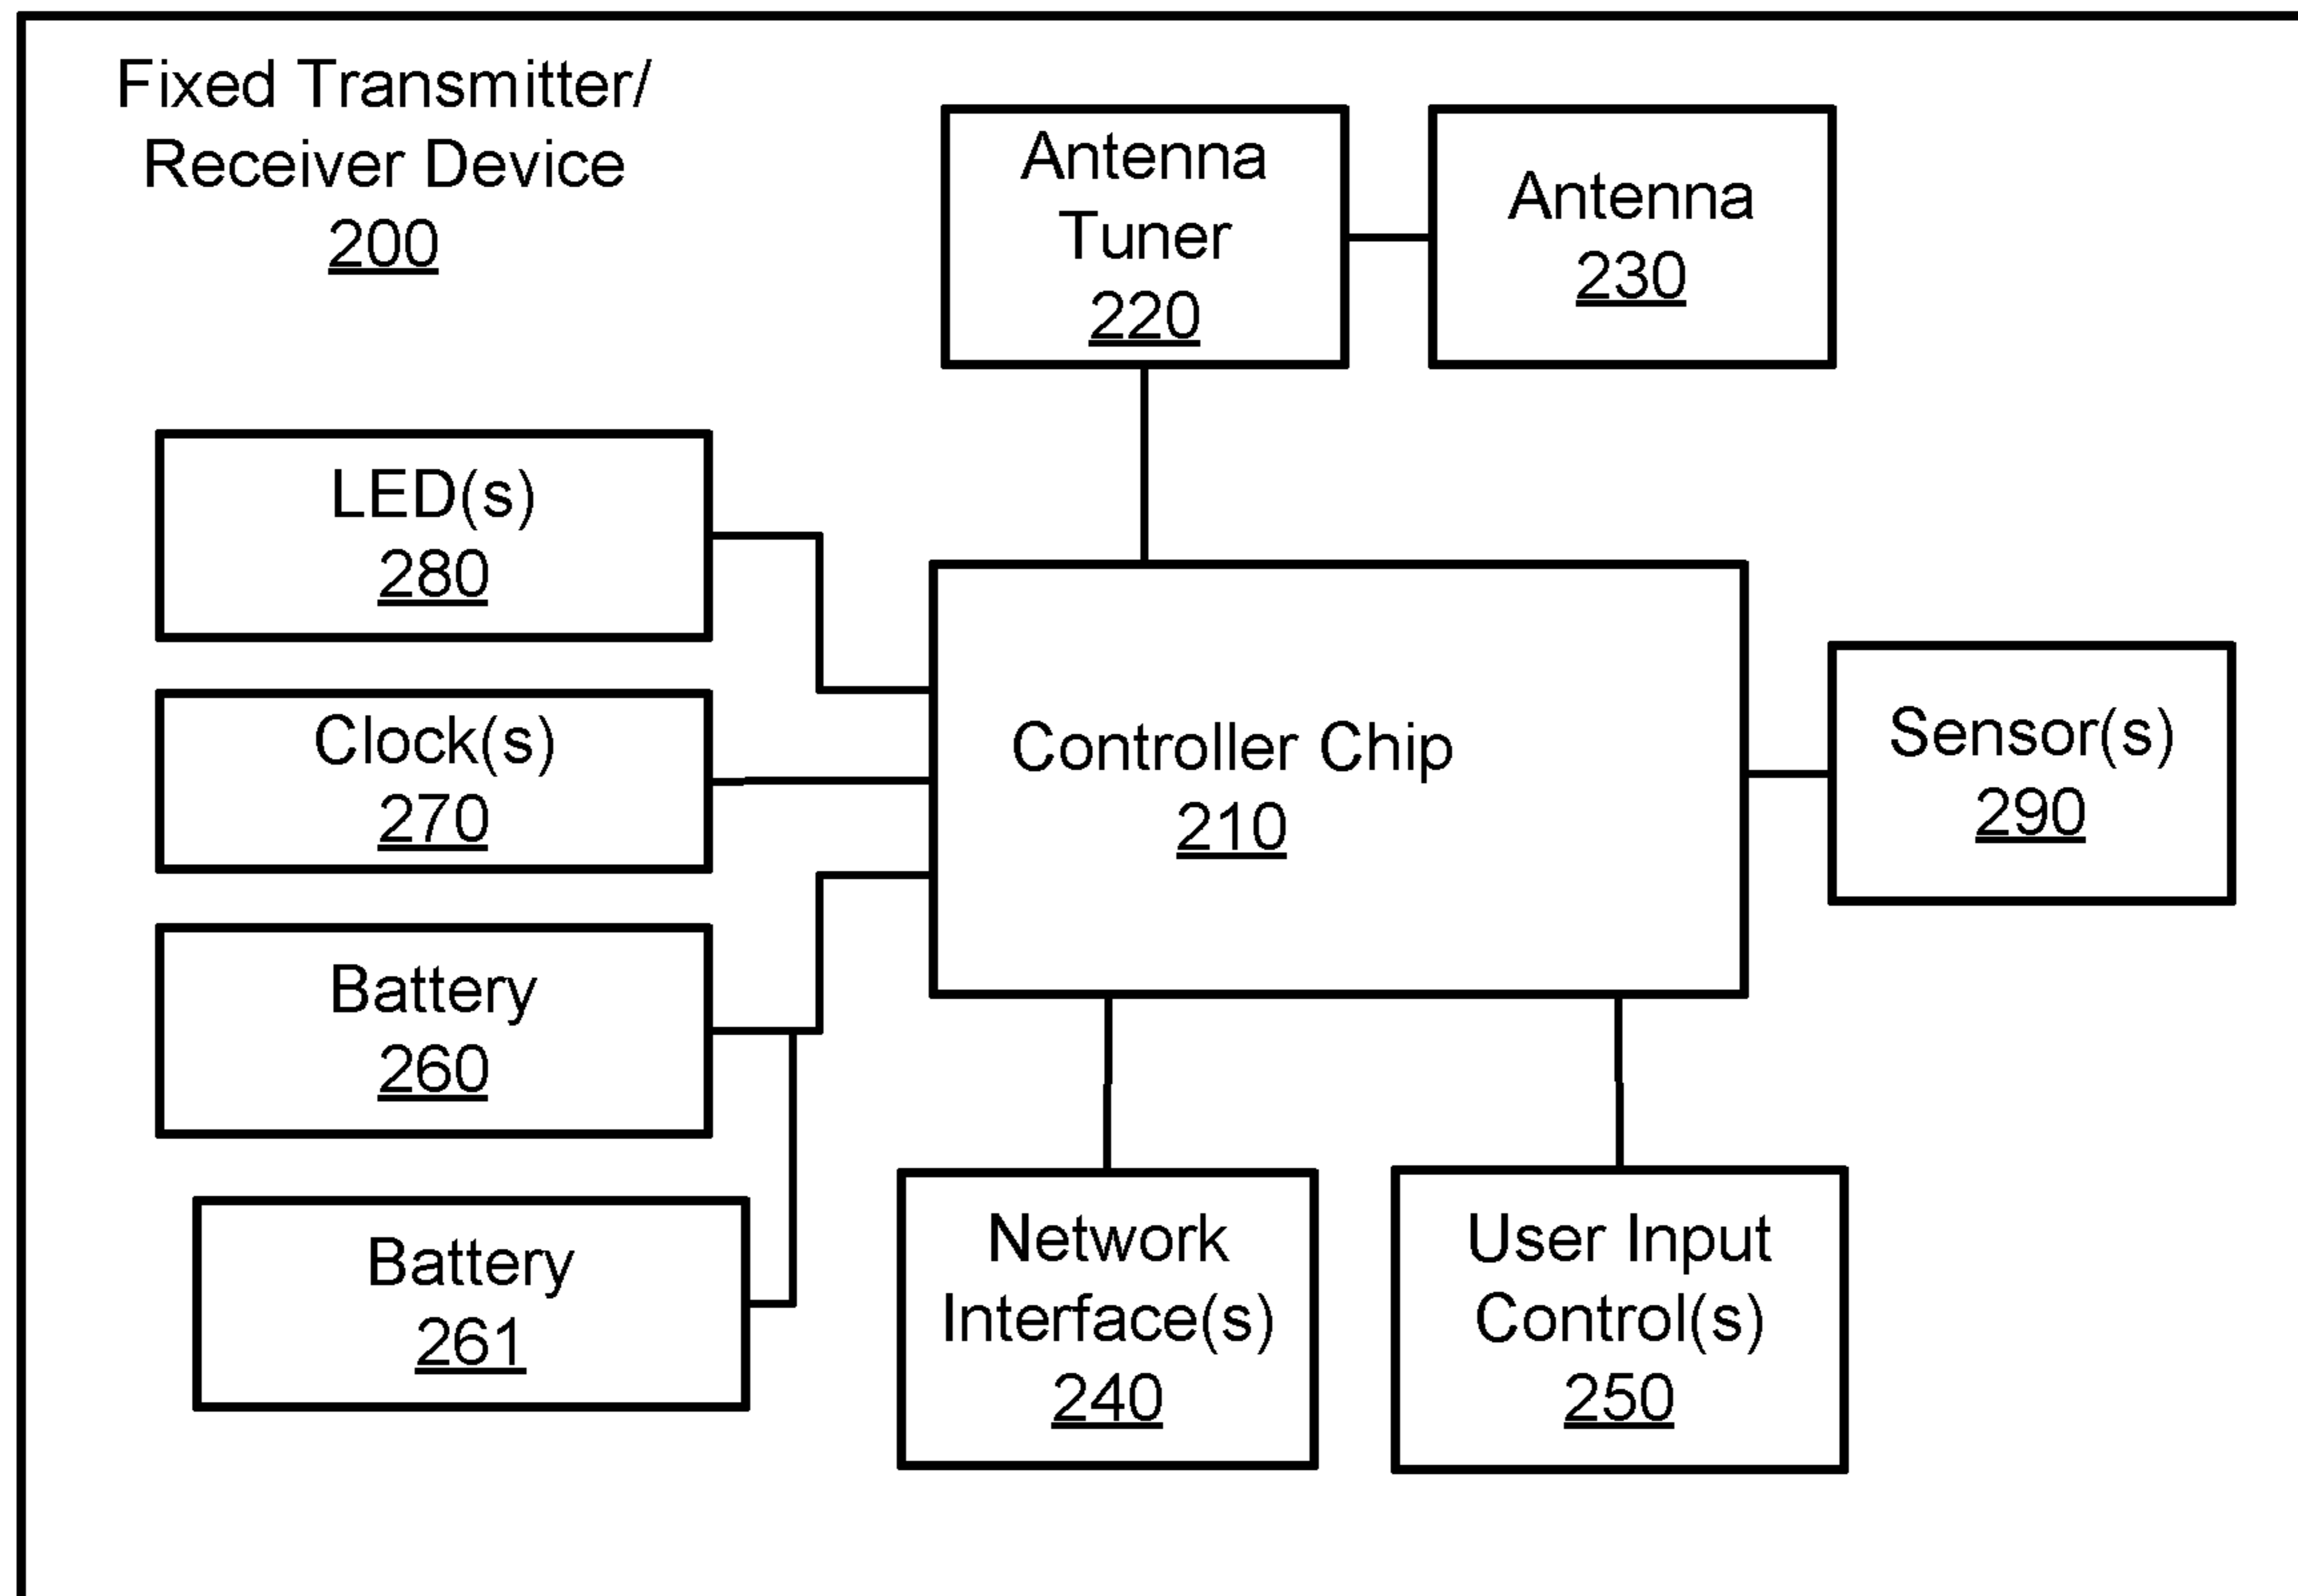 Fixed Transmitter/
Receiver Device
200
Antenna
Tuner
220
Antenna
230
LED(s)
280
Clock(s)
270
Controller Chip
210
Sensor(s)
290
Battery
260
Battery
261
Network
Interface(s)
240
User Input
Control(s)
250